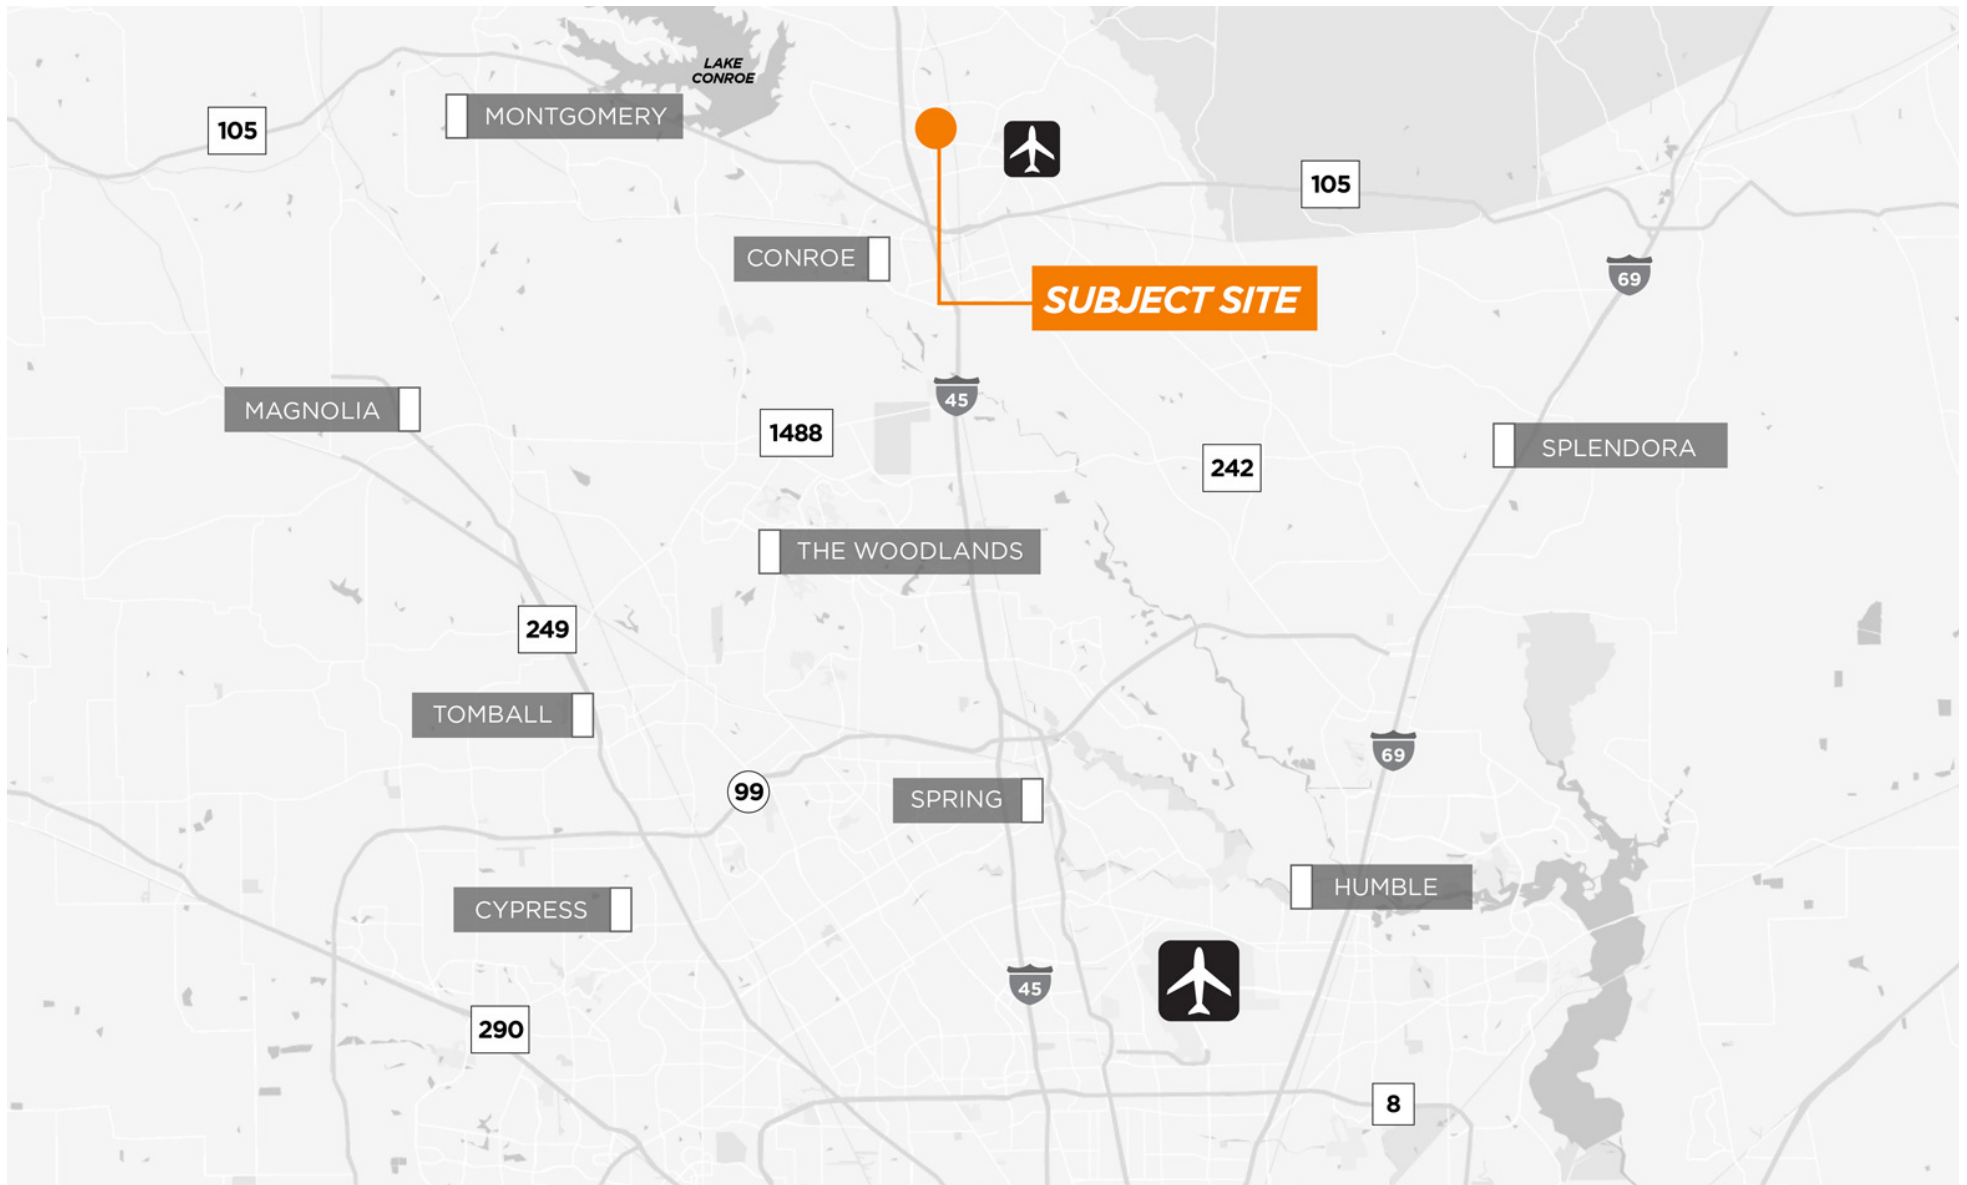 LAKE
CONROE
MONTGOMERY
105
105
CONROE
69
SUBJECT SITE
45
MAGNOLIA
1488
SPLENDORA
242
THE WOODLANDS
249
TOMBALL
69
99
SPRING
HUMBLE
CYPRESS
45
290
8